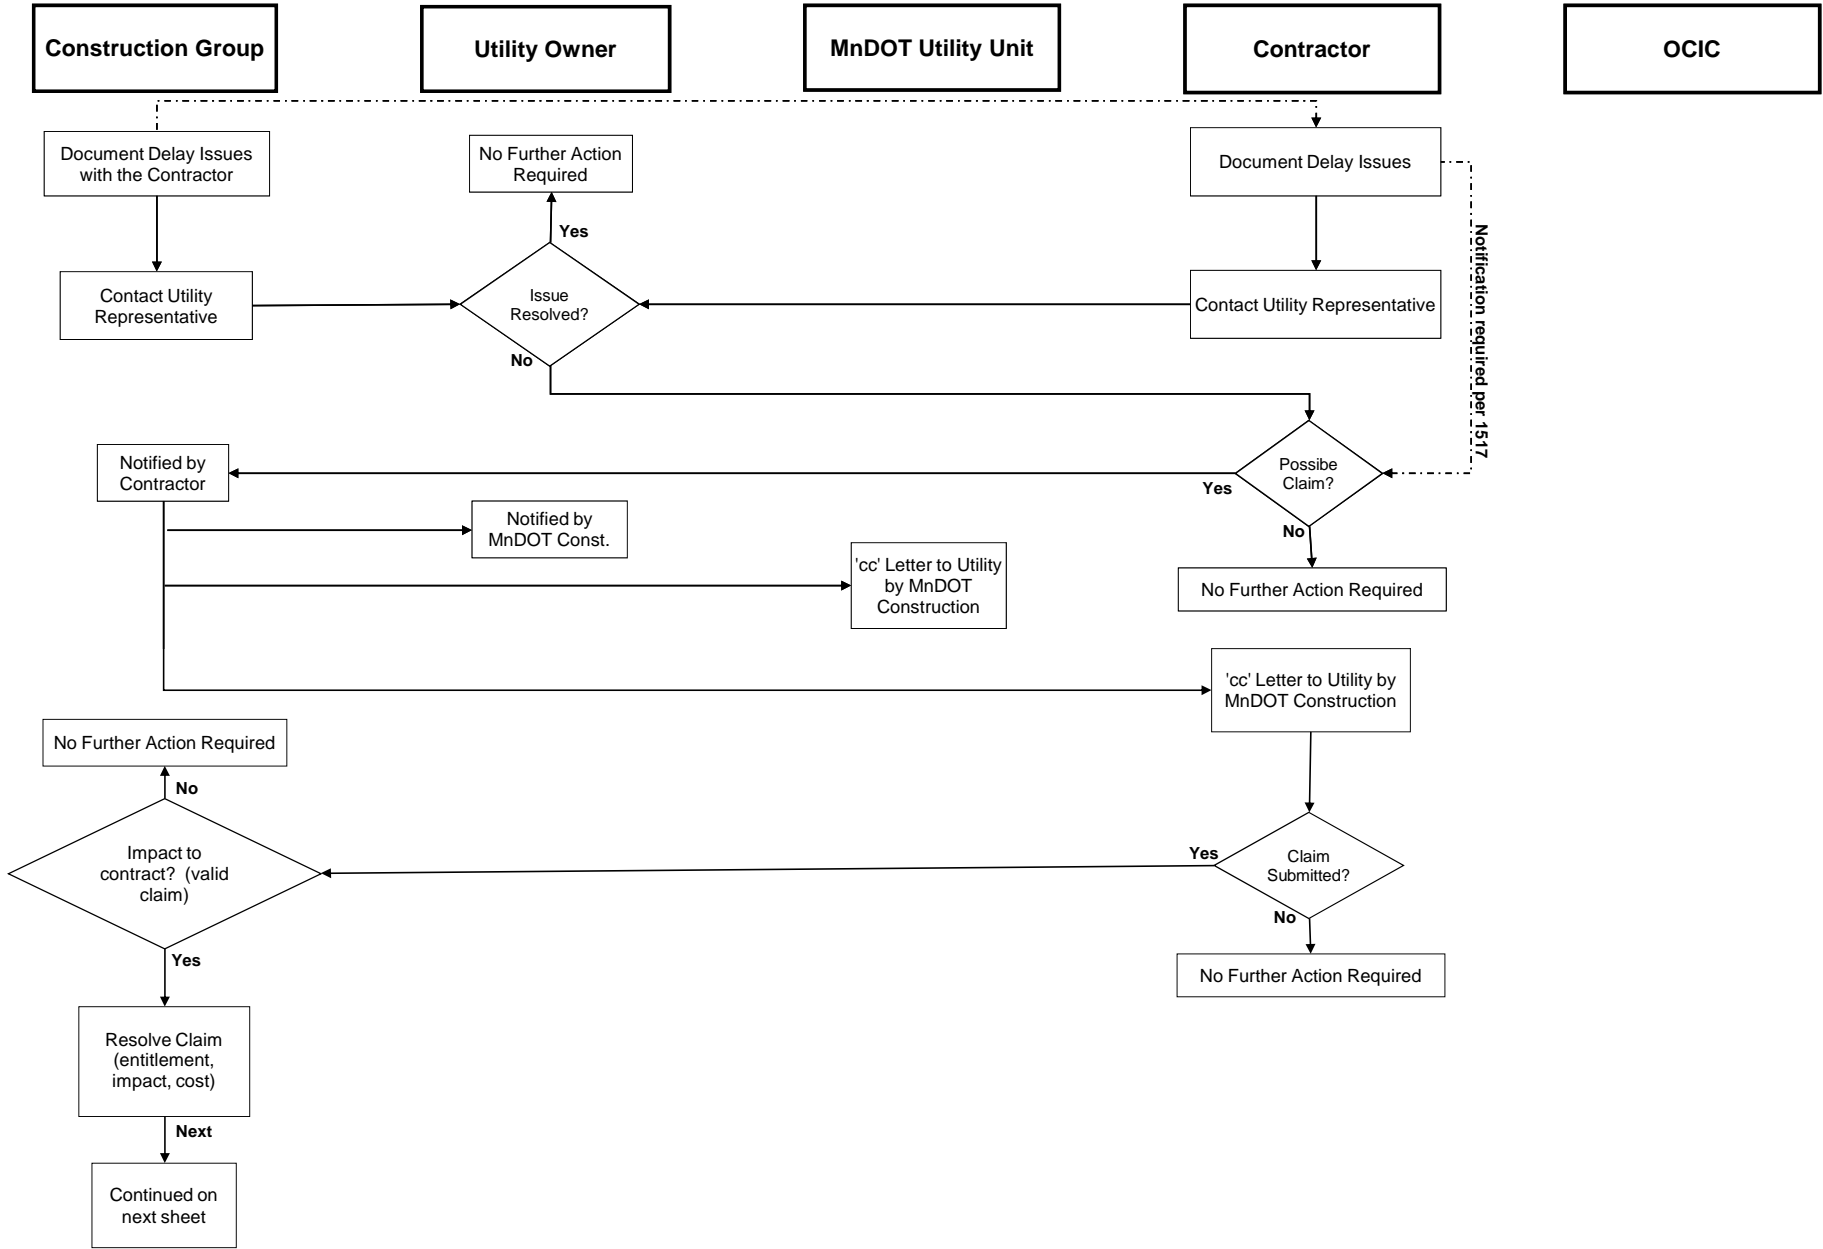 Construction Group
Utility Owner
MnDOT Utility Unit
Contractor
OCIC
Document Delay Issues
with the Contractor
No Further Action
Required
Document Delay Issues
Yes
Notification required per 1517
Contact Utility
Representative
Issue
Resolved?
Contact Utility Representative
No
Notified by
Contractor
Possibe
Claim?
Yes
No
Notified by
MnDOT Const.
'cc' Letter to Utility
by MnDOT
Construction
No Further Action Required
'cc' Letter to Utility by
MnDOT Construction
No Further Action Required
No
Impact to
contract?  (valid
claim)
Yes
Claim
Submitted?
No
Yes
No Further Action Required
Resolve Claim
(entitlement,
impact, cost)
Next
Continued on
next sheet